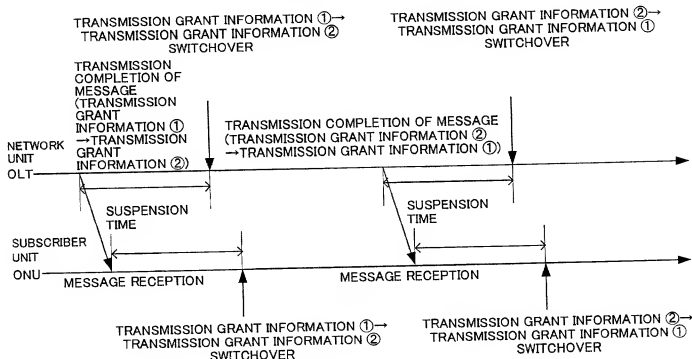 TRANSMISSION GRANT INFORMATION ①→
TRANSMISSION GRANT INFORMATION ②
SWITCHOVER
TRANSMISSION GRANT INFORMATION ②→
TRANSMISSION GRANT INFORMATION ①
SWITCHOVER
TRANSMISSION
COMPLETION OF
MESSAGE
(TRANSMISSION
GRANT
INFORMATION ①
→TRANSMISSION
GRANT
INFORMATION ②)
TRANSMISSION COMPLETION OF MESSAGE
(TRANSMISSION GRANT INFORMATION ②
→TRANSMISSION GRANT INFORMATION ①)
NETWORK
UNIT
OLT
SUSPENSION
TIME
SUSPENSION
TIME
SUBSCRIBER
UNIT
ONU
MESSAGE RECEPTION
MESSAGE RECEPTION
TRANSMISSION GRANT INFORMATION ①→
TRANSMISSION GRANT INFORMATION ②
SWITCHOVER
TRANSMISSION GRANT INFORMATION ②→
TRANSMISSION GRANT INFORMATION ①
SWITCHOVER